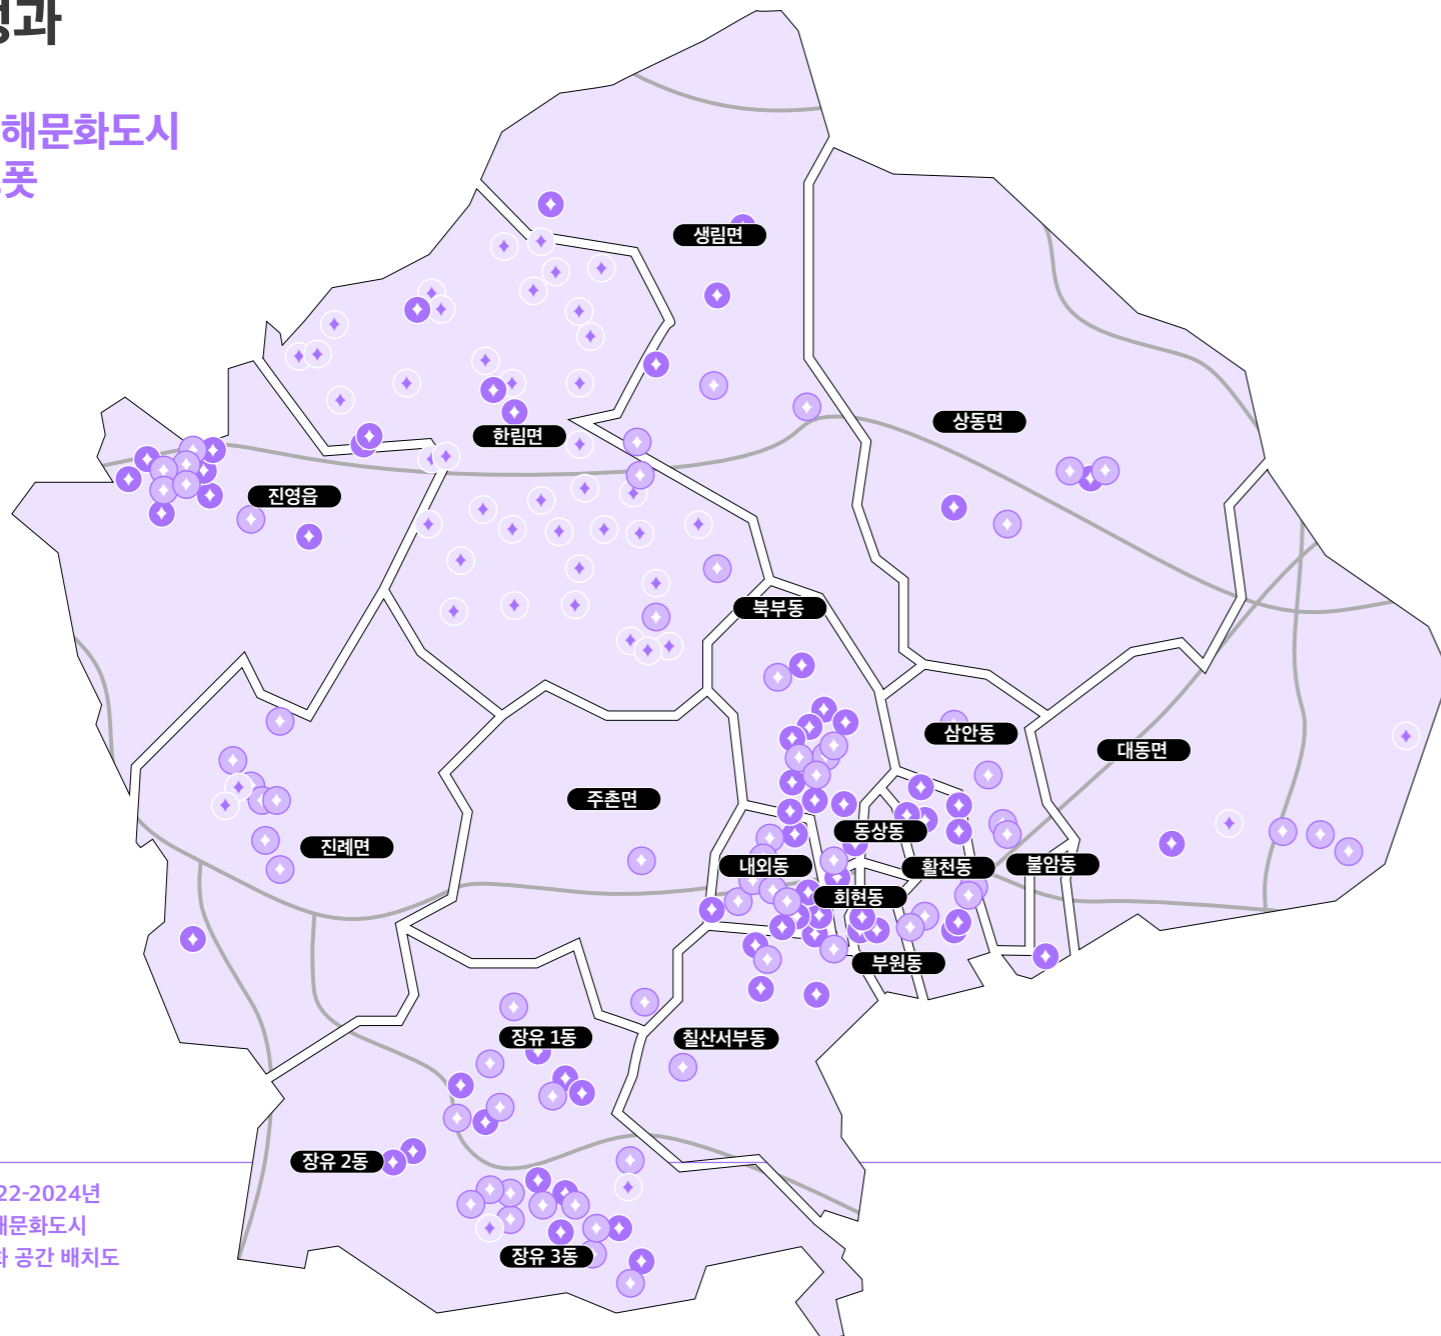 과
해문화도시
폿
생림면
상동면
한림면
진영읍
북부동
삼안동
대동면
주촌면
동상동
진례면
내외동
활천동
불암동
회현동
부원동
장유 1동
칠산서부동
장유 2동
22-2024년
해문화도시
화 공간 배치도
장유 3동